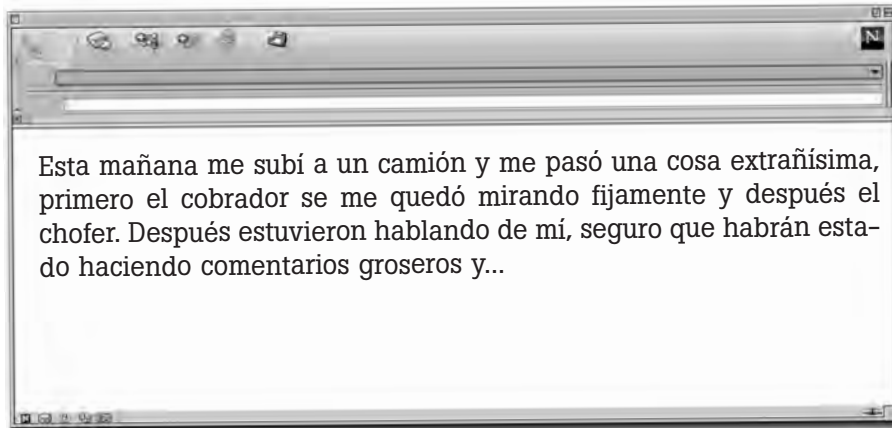 N
Esta mañana me subí a un camión y me pasó una cosa extrañísima,
primero el cobrador se me quedó mirando fijamente y después el
chofer. Después estuvieron hablando de mí, seguro que habrán esta-
do haciendo comentarios groseros y...